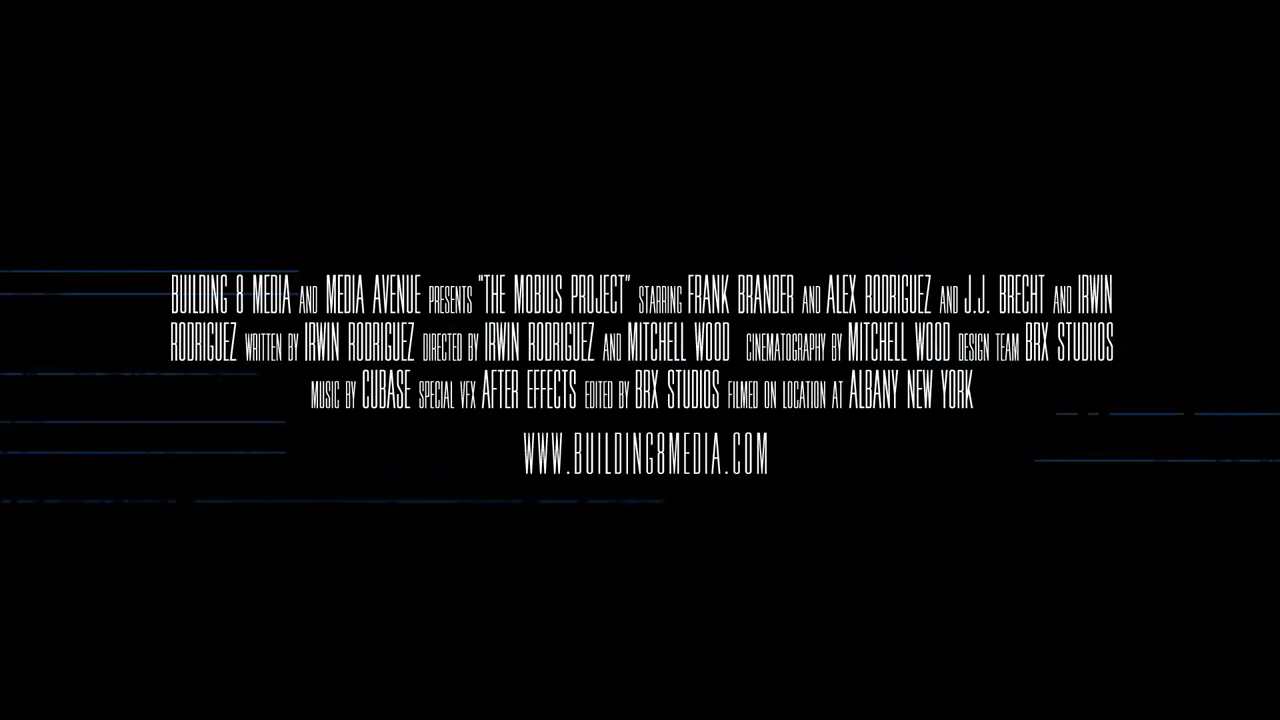 BUILDING 8 MEDIA AND MEDIA AVENUE PRESENTS "THE MOBIUS PROJECT" STARRING FRANK BRANDER AND ALEX RODRIGUEZ AND J.J. BRECHT AND IRWIN
RODRIGUEZ WRITTEN BY IRWIN RODRIGUEZ DIRECTED BY IRWIN RODRIGUEZ AND MITCHELL WOOD CINEMATOGRAPHY BY MITCHELL WOOD DESIGN TEAM BRX STUDIOS
MUSIC BY CUBASE SPECIAL VFX AFTER EFFECTS EDITED BY BRX STUDIOS FILMED ON LOCATION AT ALBANY NEW YORK
WWW.BUILDING8MEDIA.COM